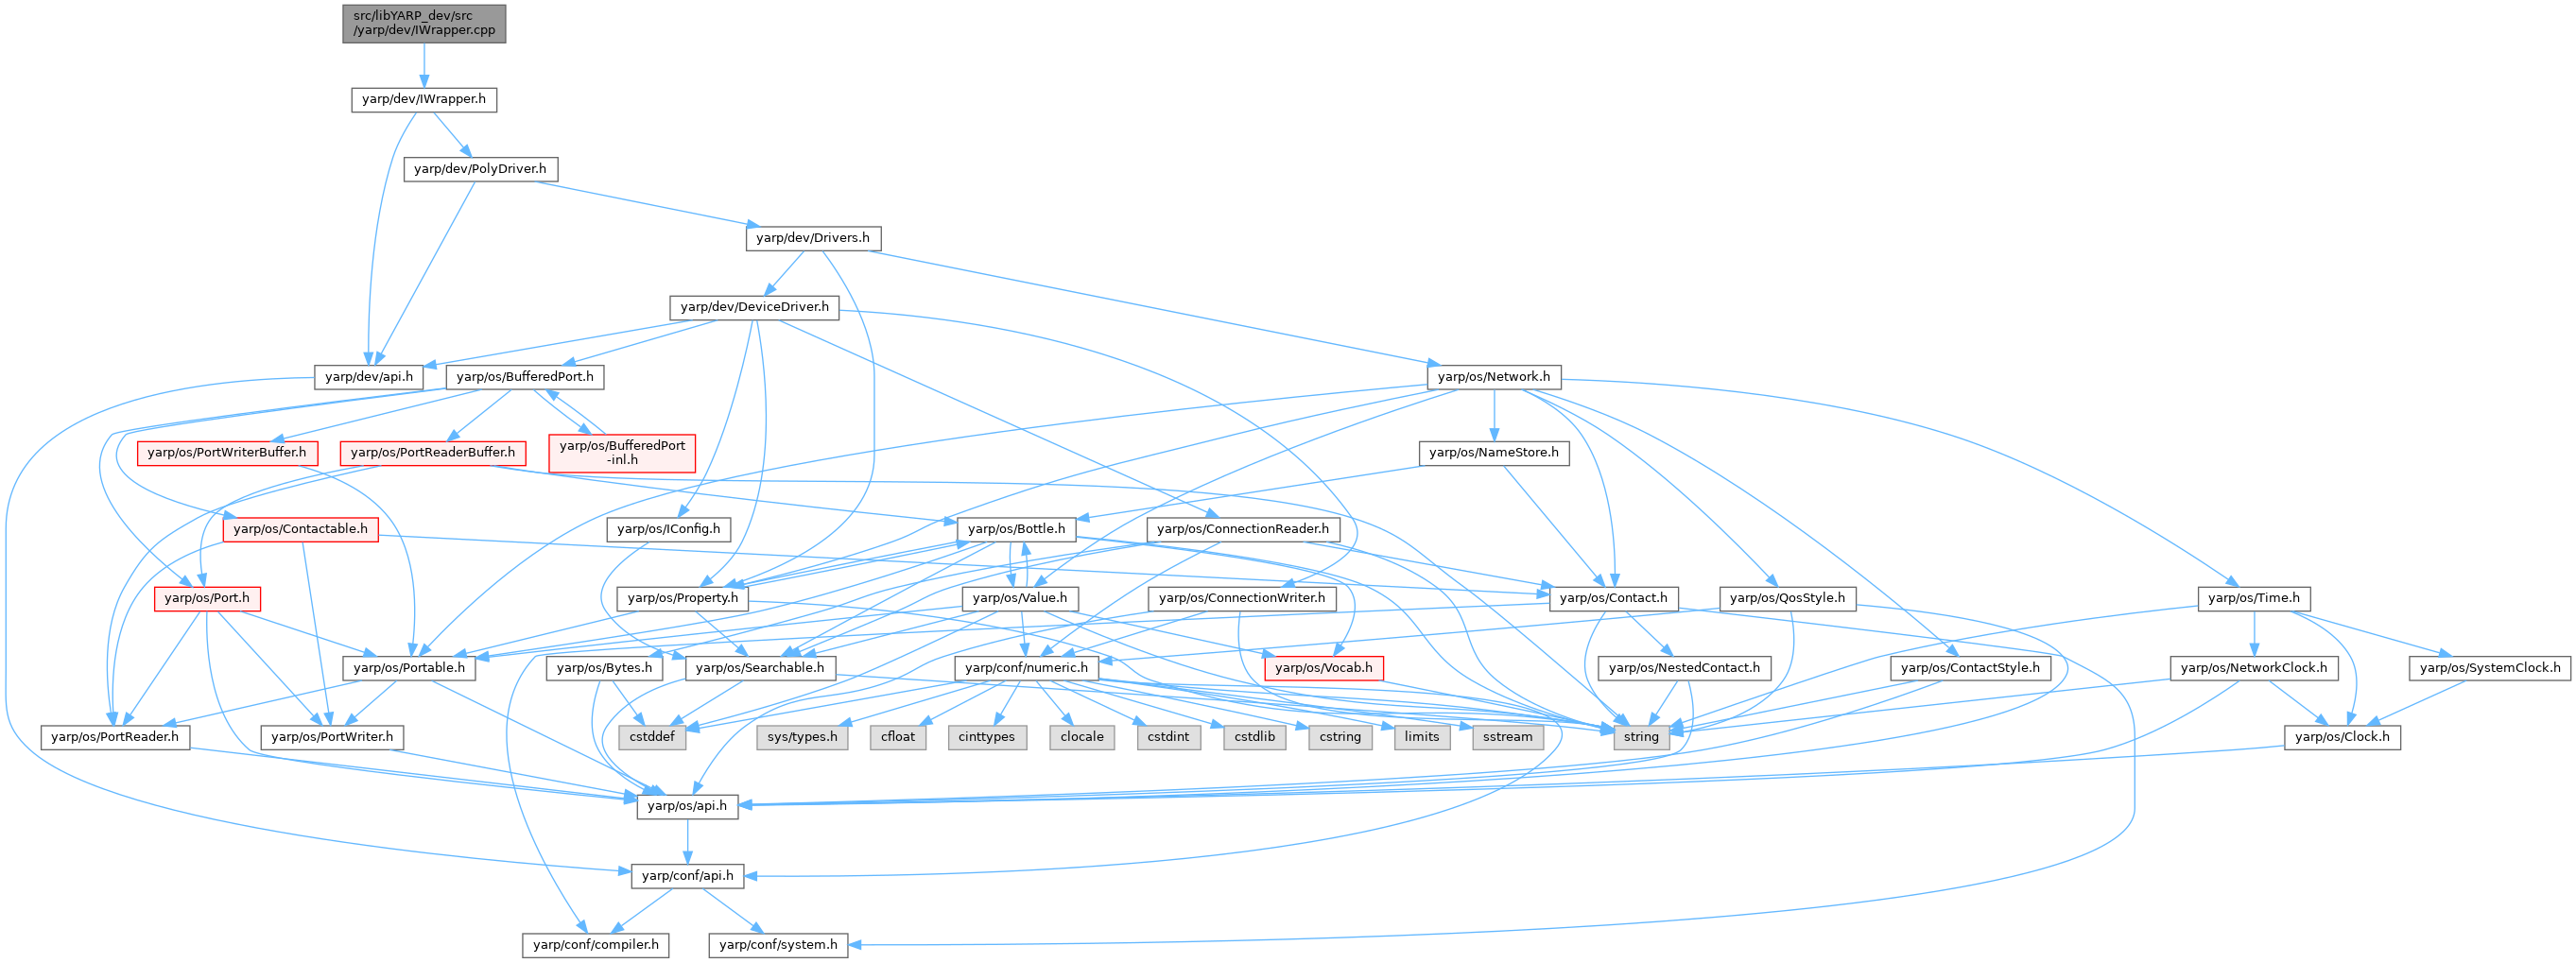 src/libYARP_dev/src
/yarp/dev/IWrapper.cpp
yarp/dev/IWrapper.h
yarp/dev/PolyDriver.h
yarp/dev/Drivers.h
yarp/dev/DeviceDriver.h
yarp/dev/api.h
yarp/os/BufferedPort.h
yarp/os/Network.h
yarp/os/PortWriterBuffer.h
yarp/os/PortReaderBuffer.h
yarp/os/BufferedPort
-inl.h
yarp/os/NameStore.h
yarp/os/Contactable.h
yarp/os/IConfig.h
yarp/os/Bottle.h
yarp/os/ConnectionReader.h
yarp/os/Port.h
yarp/os/Property.h
yarp/os/Value.h
yarp/os/ConnectionWriter.h
yarp/os/Contact.h
yarp/os/QosStyle.h
yarp/os/Time.h
yarp/os/Portable.h
yarp/os/Bytes.h
yarp/os/Searchable.h
yarp/conf/numeric.h
yarp/os/Vocab.h
yarp/os/NestedContact.h
yarp/os/ContactStyle.h
yarp/os/NetworkClock.h
yarp/os/SystemClock.h
yarp/os/PortReader.h
yarp/os/PortWriter.h
cstddef
sys/types.h
cfloat
cinttypes
clocale
cstdint
cstdlib
cstring
limits
sstream
string
yarp/os/Clock.h
yarp/os/api.h
yarp/conf/api.h
yarp/conf/compiler.h
yarp/conf/system.h